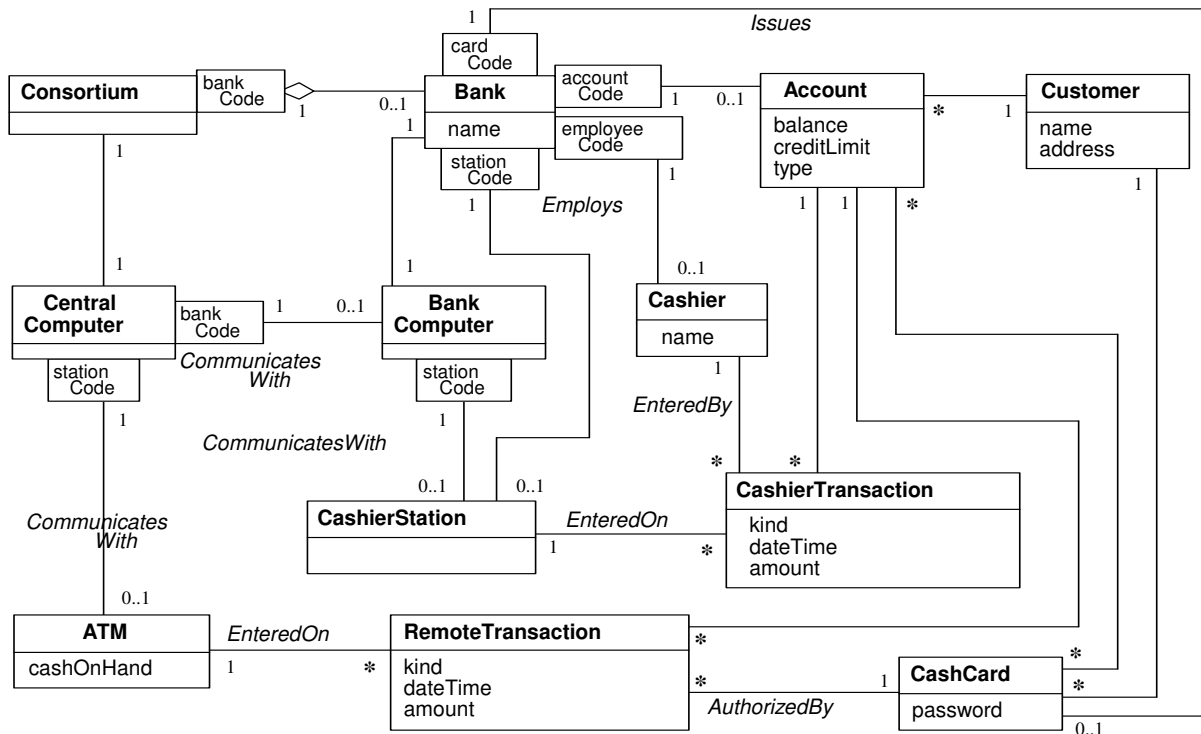 1
Issues
card
Code
Consortium
bank
Code
1
0..1
Bank
name
account
Code
1
0..1
employee
Code
1
station
Code
1
1
Employs
Account
balance
creditLimit
type
*
1
Customer
name
address
1
1
1
*
1
1
1
0..1
Central
Computer
bank
Code
1
0..1
Communicates
With
station
Code
1
Bank
Computer
station
Code
1
Cashier
name
1
EnteredBy
CommunicatesWith
0..1
0..1
*
*
CashierStation
EnteredOn
1
*
CashierTransaction
kind
dateTime
amount
Communicates
With
0..1
ATM
cashOnHand
EnteredOn
1
*
RemoteTransaction
kind
dateTime
amount
*
*
AuthorizedBy
1
CashCard
password
*
*
0..1